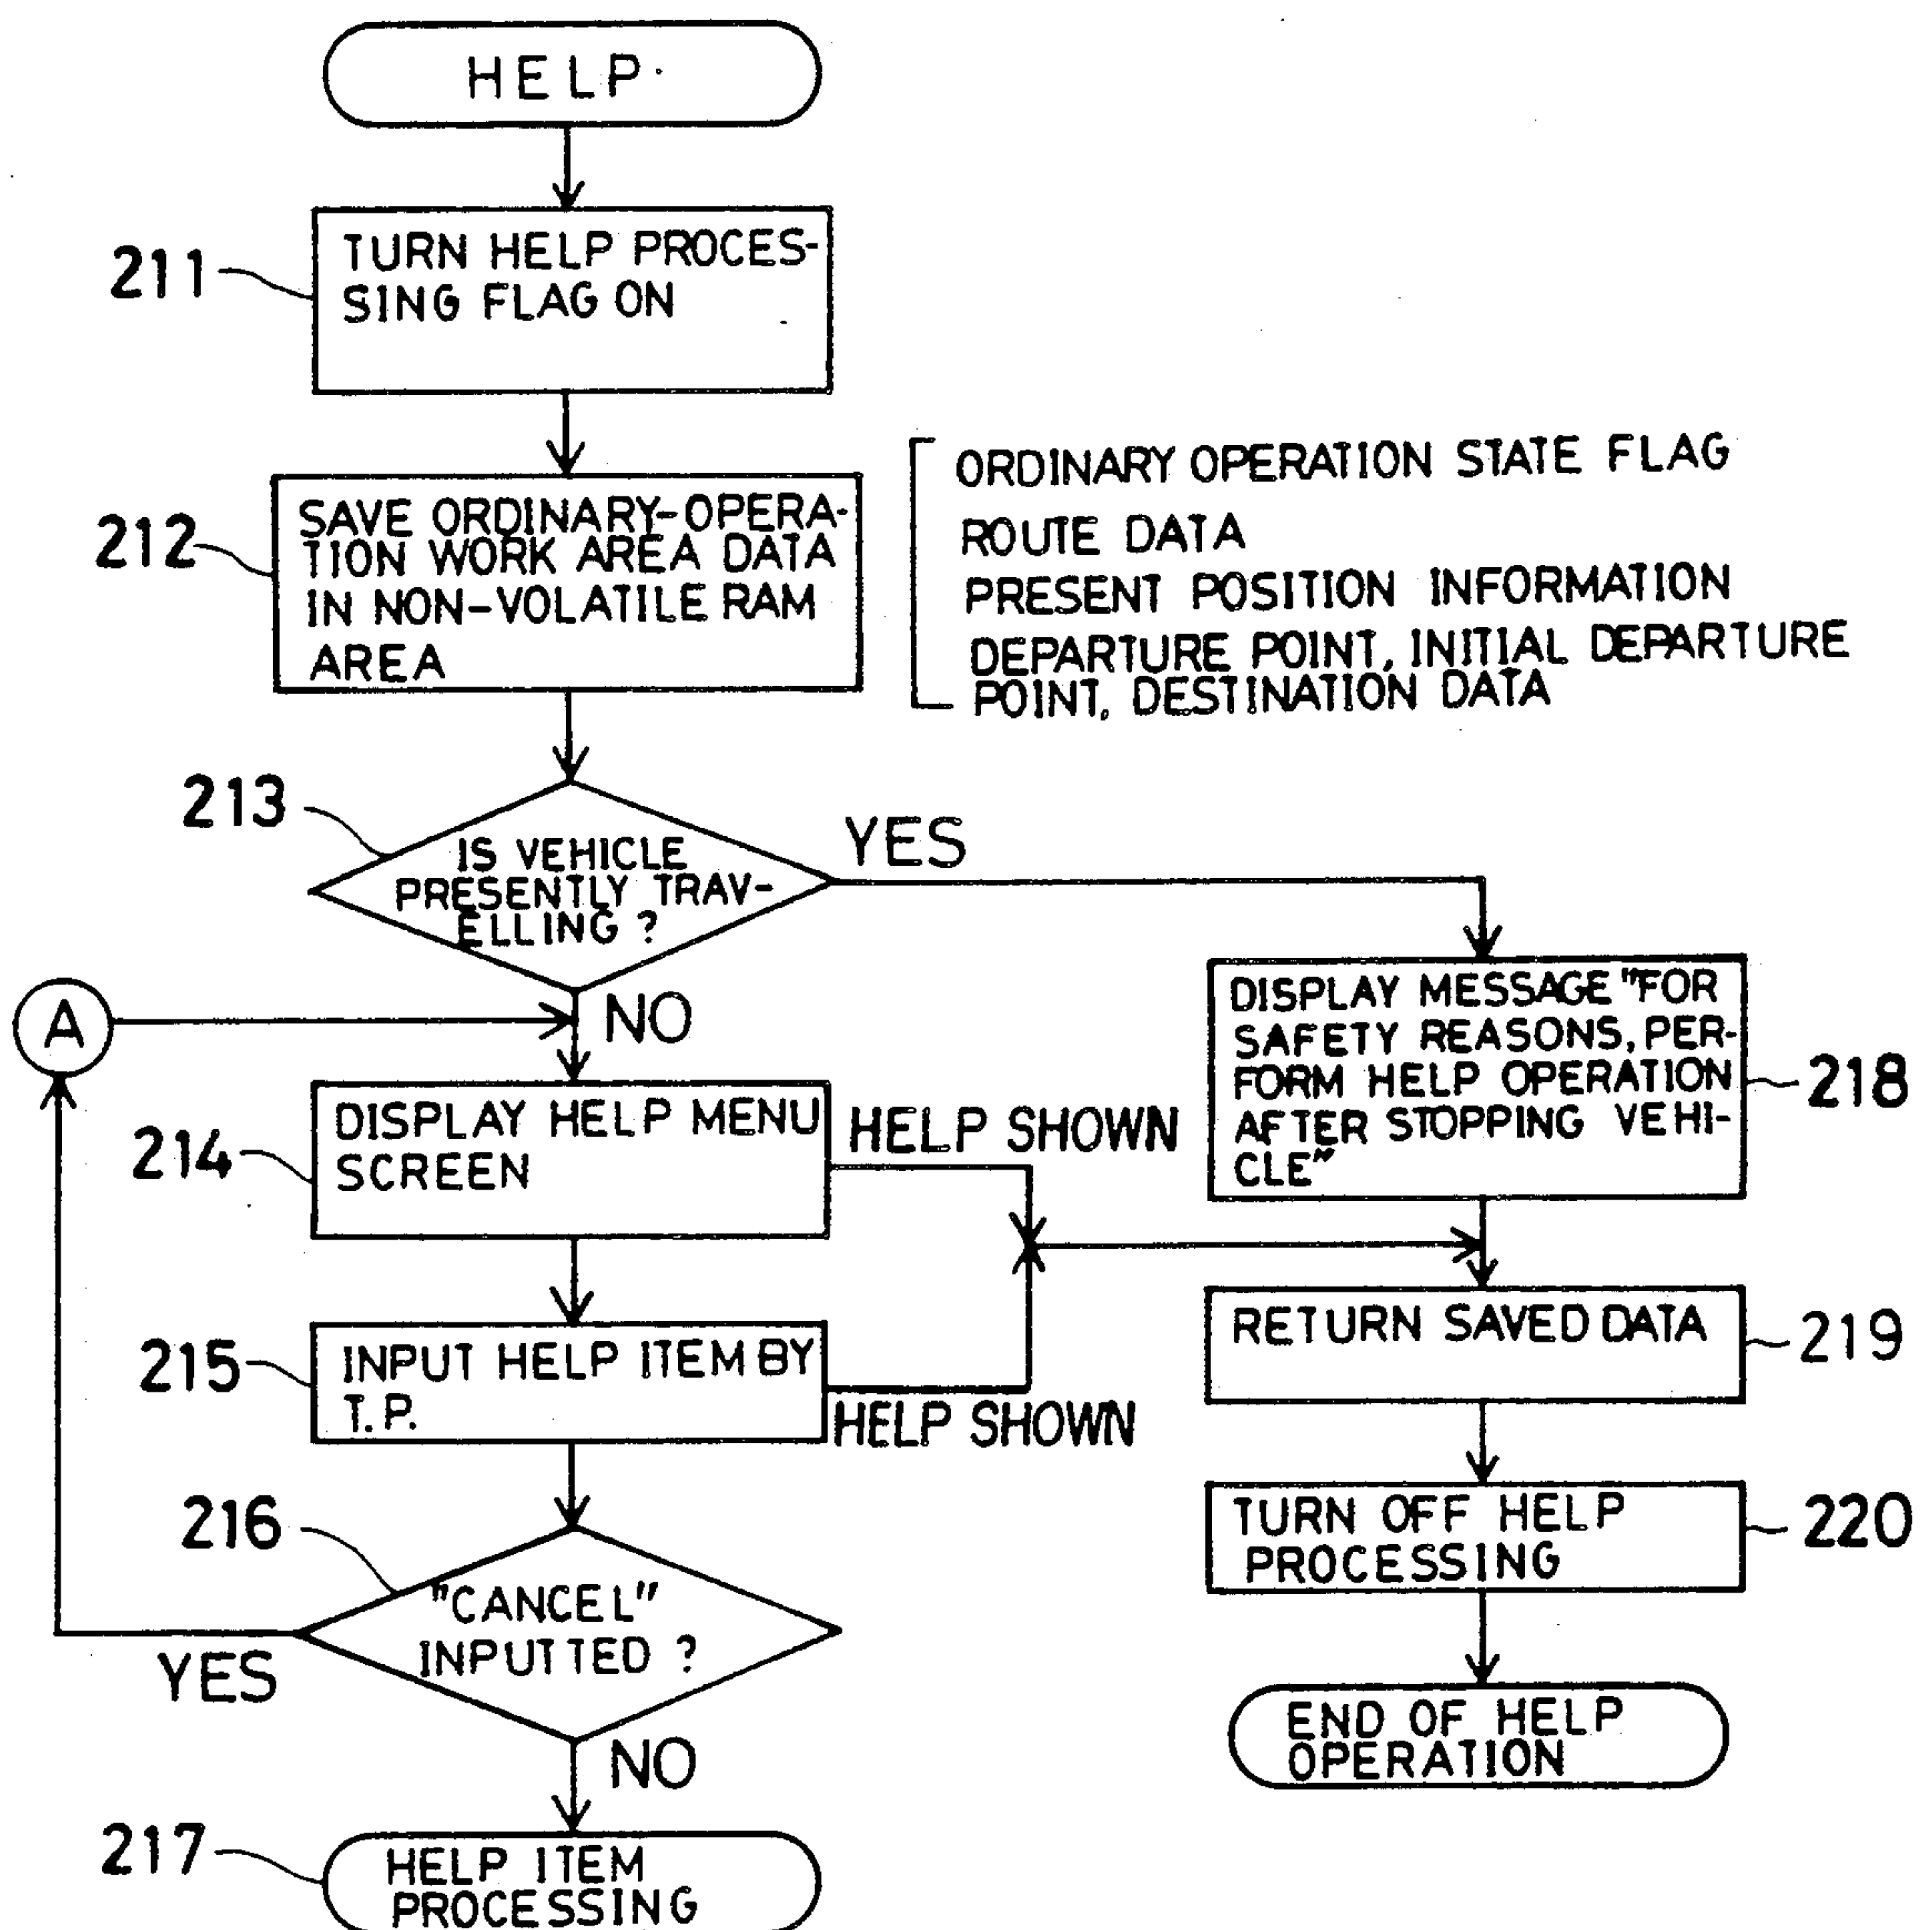 HELP
211
TURN HELP PROCES-
SING FLAG ON
212
SAVE ORDINARY-OPERA-
TION WORK AREA DATA
IN NON-VOLATILE RAM
AREA
ORDINARY OPERATION STATE FLAG
ROUTE DATA
PRESENT POSITION INFORMATION
DEPARTURE POINT, INITIAL DEPARTURE
POINT, DESTINATION DATA
213
IS VEHICLE
PRESENTLY TRAV-
ELLING ?
YES
NO
A
214
DISPLAY HELP MENU
SCREEN
HELP SHOWN
215
INPUT HELP ITEM BY
T.P.
HELP SHOWN
216
"CANCEL"
INPUTTED ?
YES
NO
217
HELP ITEM
PROCESSING
DISPLAY MESSAGE "FOR
SAFETY REASONS, PER-
FORM HELP OPERATION
AFTER STOPPING VEHI-
CLE"
218
RETURN SAVED DATA
219
TURN OFF HELP
PROCESSING
220
END OF HELP
OPERATION